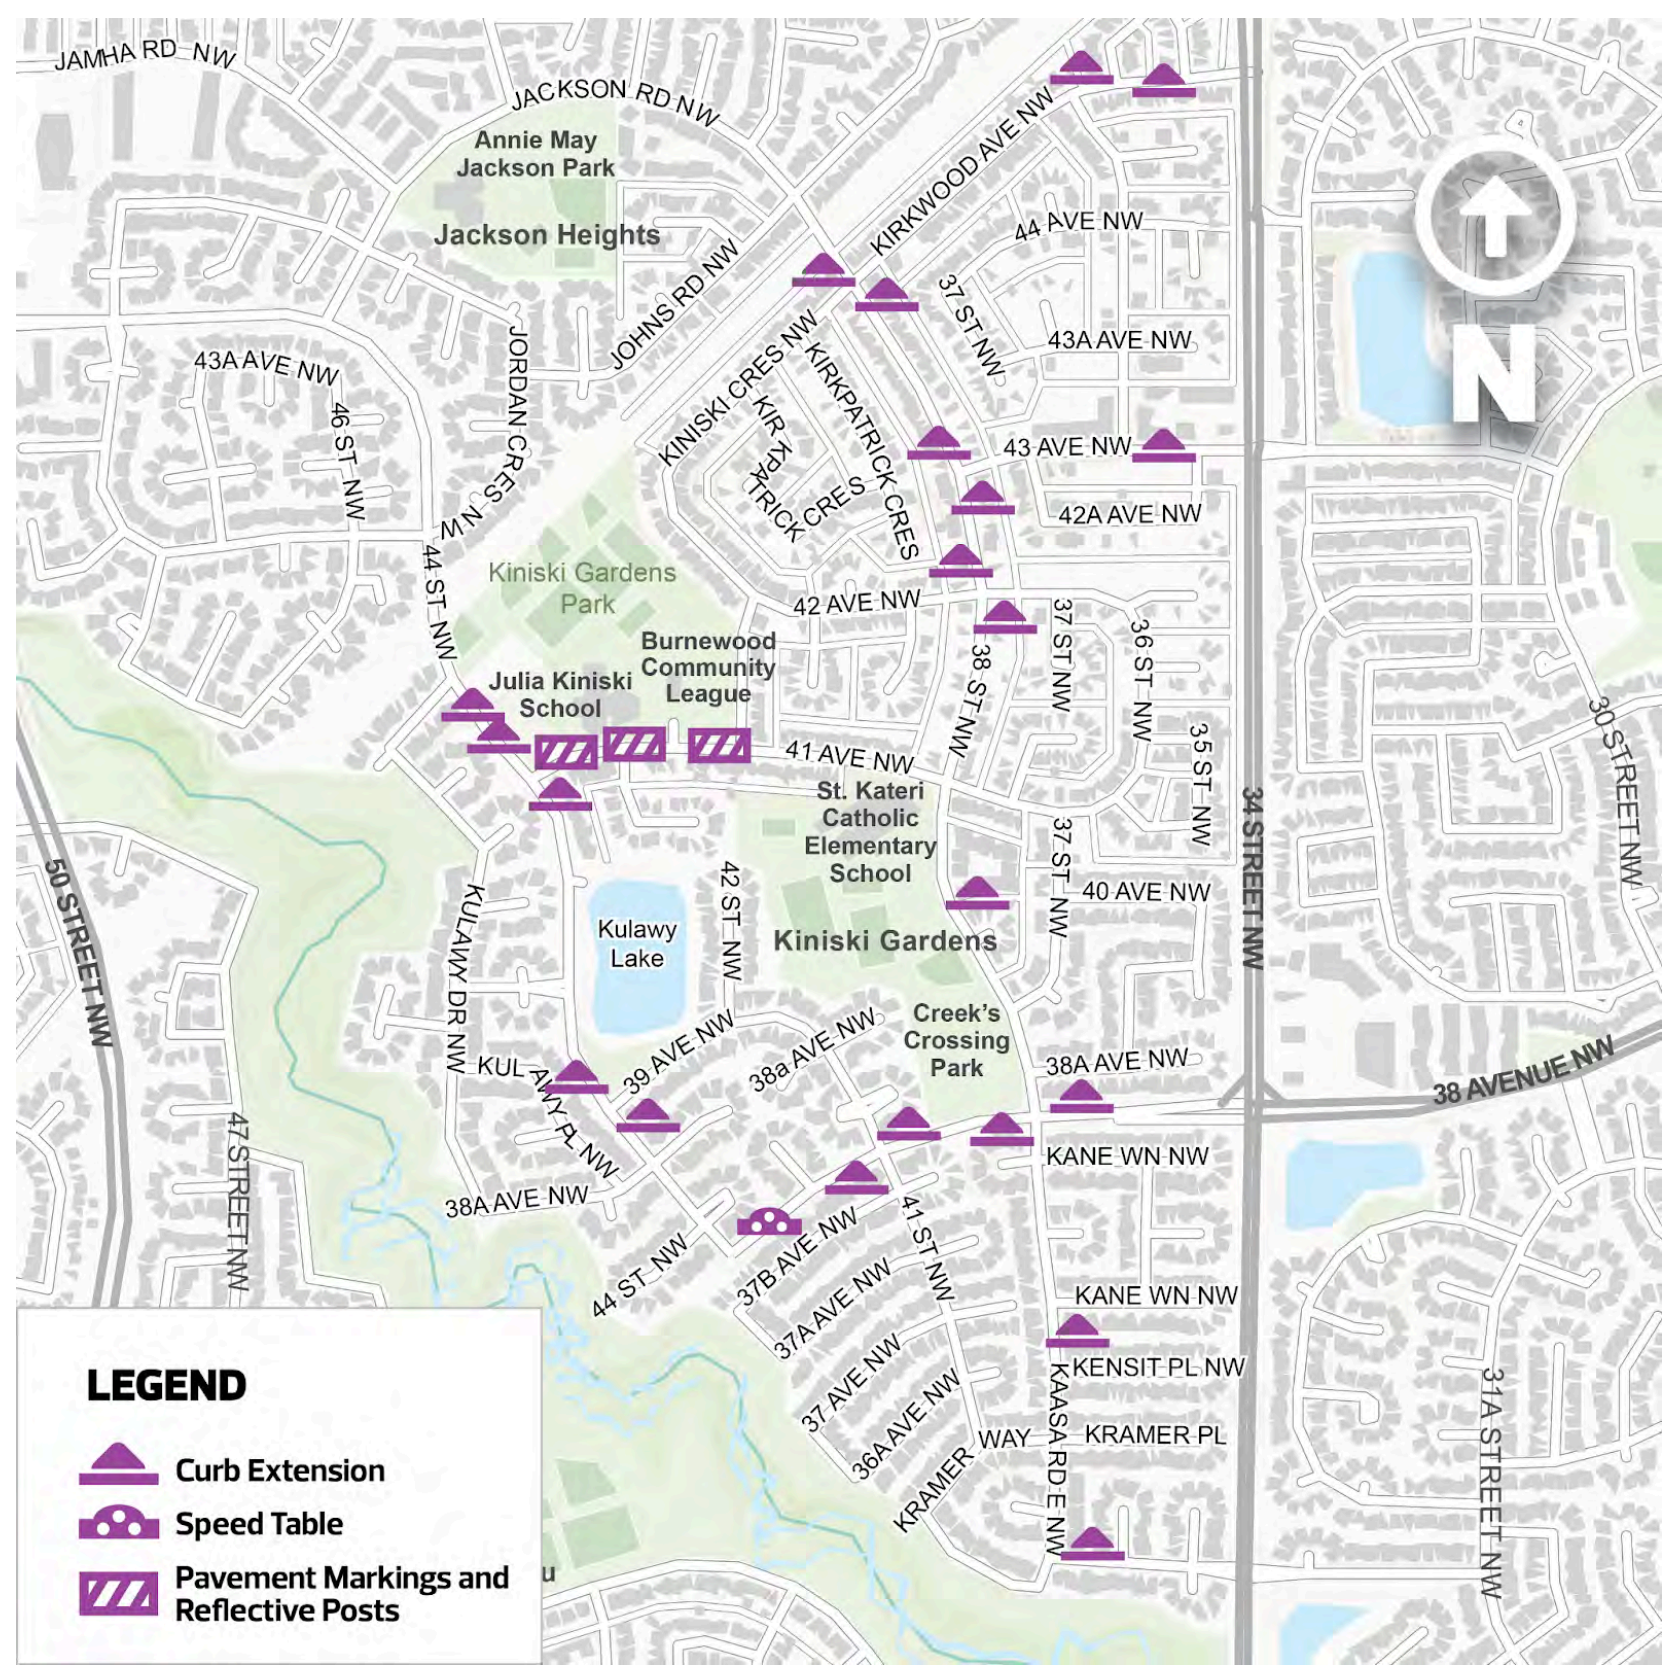 JAMHA RD NW
JACKSON RD NW
Annie May
Jackson Park
Jackson Heights
KIRKWOOD AVE NW
44 AVE NW
JOHNS RD NW
37 ST NW
43A AVE NW
N
43A AVE NW
46 ST NW
JORDAN CRES NW
KINISKI CRES NW
KIRKPATRICK CRES
KIRKPATRICK CRES
43 AVE NW
42A AVE NW
44 ST NW
Kiniski Gardens
Park
42 AVE NW
Burnewood
Community
League
Julia Kiniski
School
38 ST NW
37 ST NW
36 ST NW
35 ST NW
30 STREET NW
41 AVE NW
St. Kateri
Catholic
Elementary
School
34 STREET NW
37 ST NW
40 AVE NW
50 STREET NW
KULAWY DR NW
Kulawy
Lake
42 ST NW
Kiniski Gardens
Creek's
Crossing
Park
39 AVE NW
38a AVE NW
38A AVE NW
38 AVENUE NW
KULAWY PL NW
47 STREET NW
KANE WN NW
38A AVE NW
44 ST NW
37B AVE NW
41 ST NW
37A AVE NW
KANE WN NW
37 AVE NW
KENSIT PL NW
36A AVE NW
KAASA RD E NW
KRAMER WAY
KRAMER PL
31A STREET NW
LEGEND
Curb Extension
Speed Table
Pavement Markings and
Reflective Posts
u